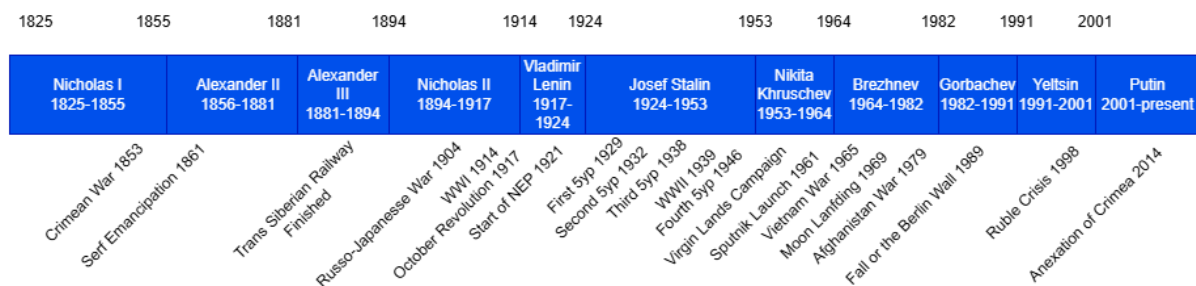 1825 1855 1881 1894 1914 1924 1953 1964 1982 1991 2001
Nicholas I
1825-1855
Alexander II
1856-1881
Alexander
III
1881-1894
Nicholas II
1894-1917
Vladimir
Lenin
1917-
1924
Josef Stalin
1924-1953
Nikita
Khruschev
1953-1964
Brezhnev
1964-1982
Gorbachev
1982-1991
Yeltsin
1991-2001
Putin
2001-present
Crimean War 1853
Serf Emancipation 1861
Trans Siberian Railway
Finished
Russo-Japanesse War 1904
WWI 1914
October Revolution 1917
Start of NEP 1921
First 5yp 1929
Second 5yp 1932
Third 5yp 1938
WWII 1939
Fourth 5yp 1946
Virgin Lands Campaign
Sputnik Launch 1961
Vietnam War 1965
Moon Lanfding 1969
Afghanistan War 1979
Fall or the Berlin Wall 1989
Ruble Crisis 1998
Anexation of Crimea 2014